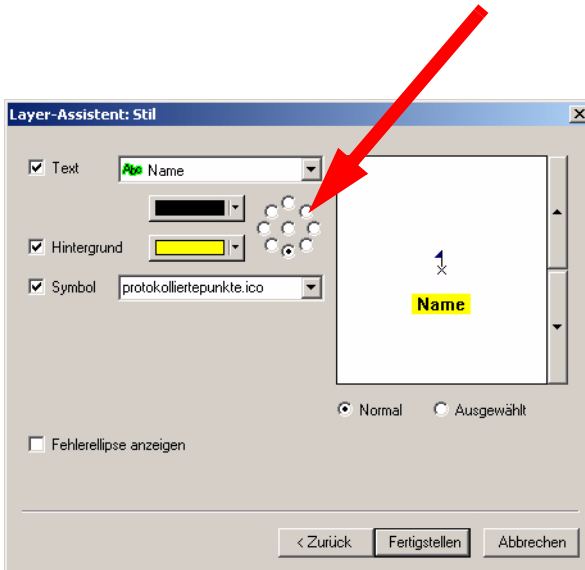 Layer-Assistent: Stil
Text
Abc Name
Hintergrund
Symbol
protokolliertepunkte.ico
Name
Normal
Ausgewählt
Fehlerellipse anzeigen
< Zurück
Fertigstellen
Abbrechen